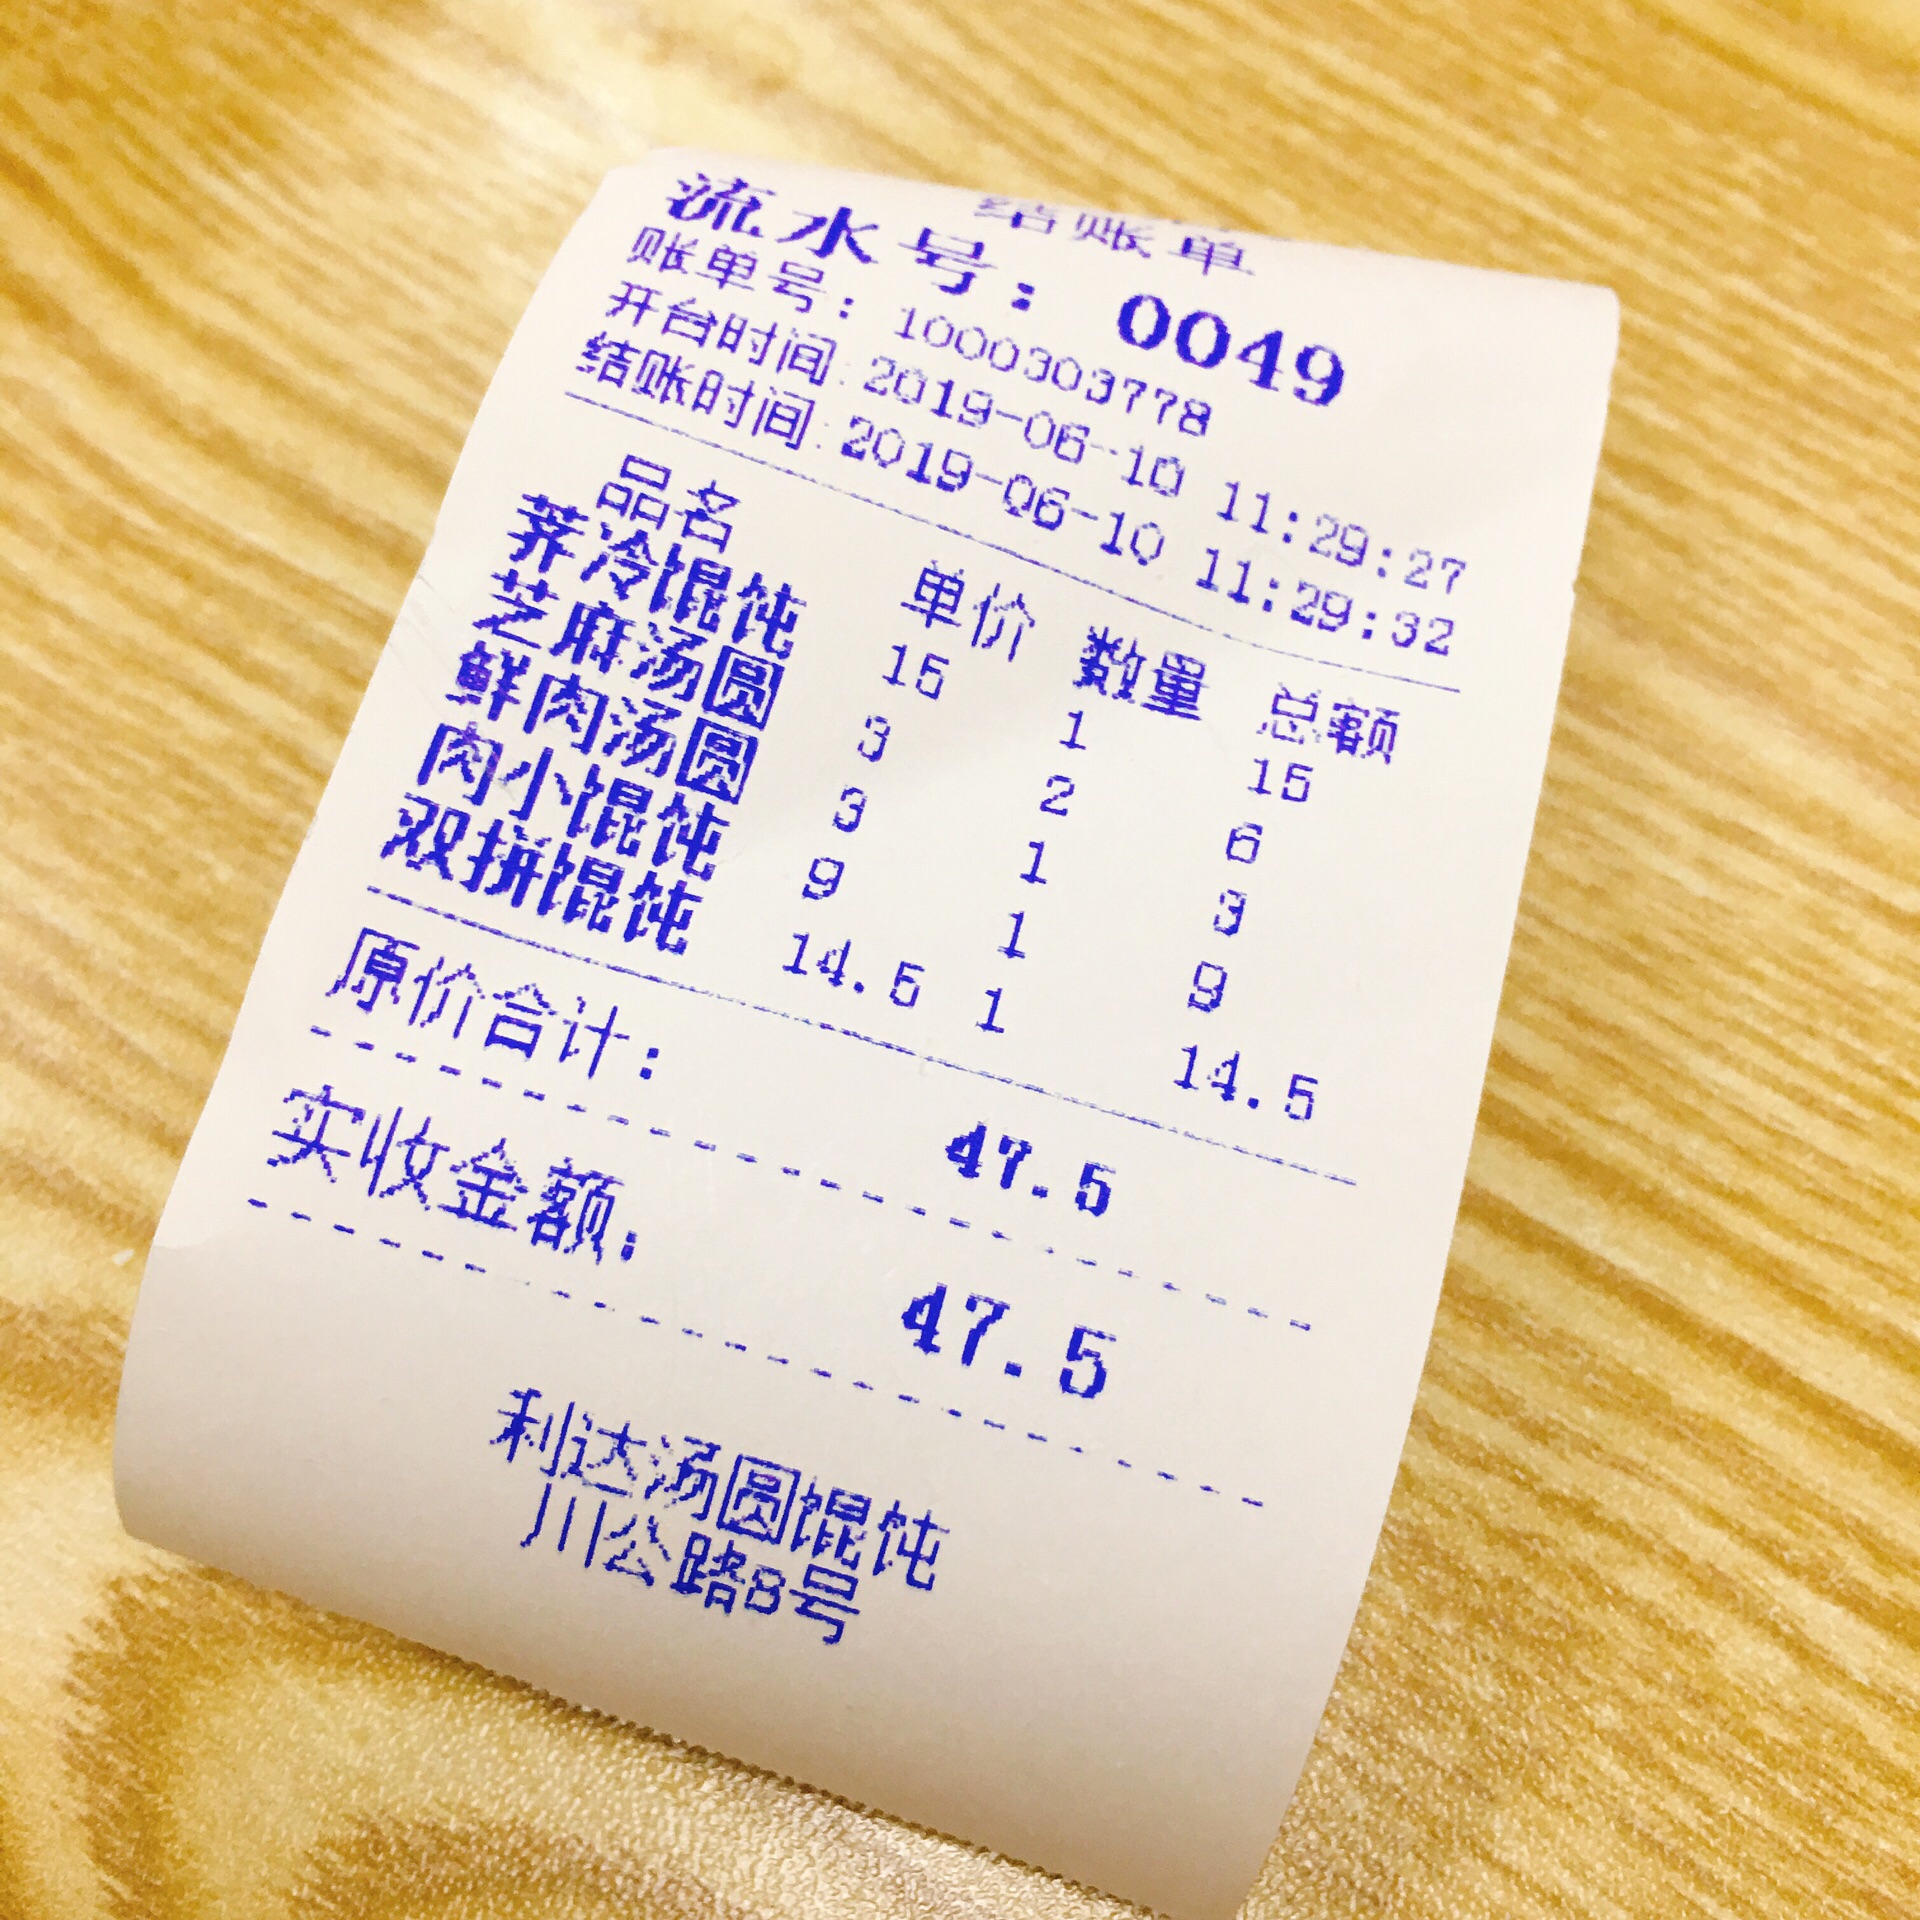 结账单
流水号: 0049
账单号: 1000303778
开台时间:2019-06-10 11:29:27
结账时间:2019-06-10 11:29:32
品名 单价 数量 总额
荠冷馄饨 15 1 15
芝麻汤圆 3 2 6
鲜肉汤圆 3 1 3
肉小馄饨 9 1 9
双拼馄饨 14.5 1 14.5
原价合计: 47.5
实收金额: 47.5
利达汤圆馄饨
川公路8号